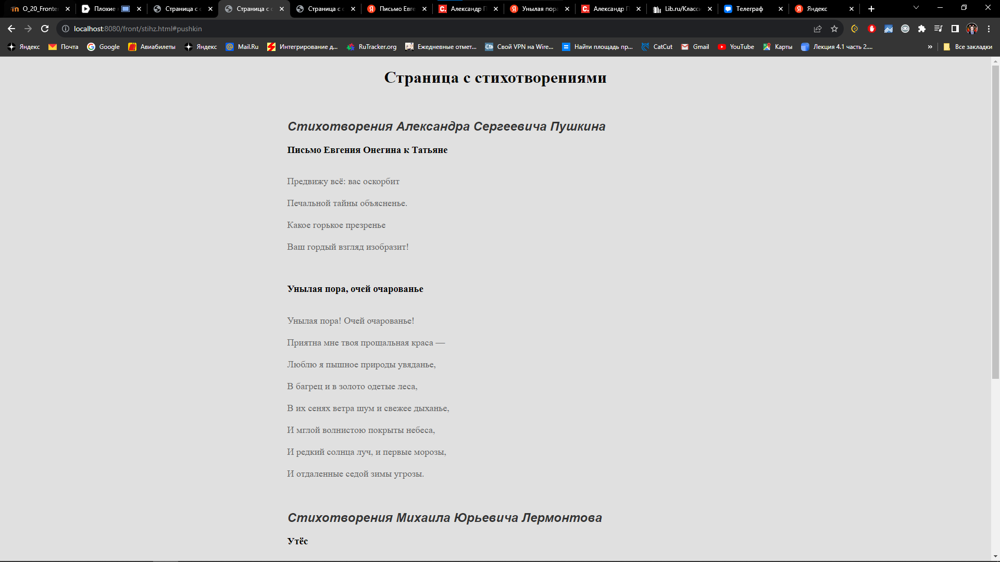 O_20_Fronte
Плохие
Страница с с
Страница с с
Страница с с
Письмо Евге
Александр П
Унылая пора
Александр П
Lib.ru/Класси
Телеграф
Яндекс
localhost:8080/front/stihz.html#pushkin
Яндекс
Почта
Google
Авиабилеты
Яндекс
Mail.Ru
Интегрирование д...
RuTracker.org
Ежедневные отмет...
Свой VPN на Wire...
Найти площадь пр...
CatCut
Gmail
YouTube
Карты
Лекция 4.1 часть 2....
»
Все закладки
Страница с стихотворениями
Стихотворения Александра Сергеевича Пушкина
Письмо Евгения Онегина к Татьяне
Предвижу всё: вас оскорбит
Печальной тайны объясненье.
Какое горькое презренье
Ваш гордый взгляд изобразит!
Унылая пора, очей очарованье
Унылая пора! Очей очарованье!
Приятна мне твоя прощальная краса —
Люблю я пышное природы увяданье,
В багрец и в золото одетые леса,
В их сенях ветра шум и свежее дыханье,
И мглой волнистою покрыты небеса,
И редкий солнца луч, и первые морозы,
И отдаленные седой зимы угрозы.
Стихотворения Михаила Юрьевича Лермонтова
Утёс